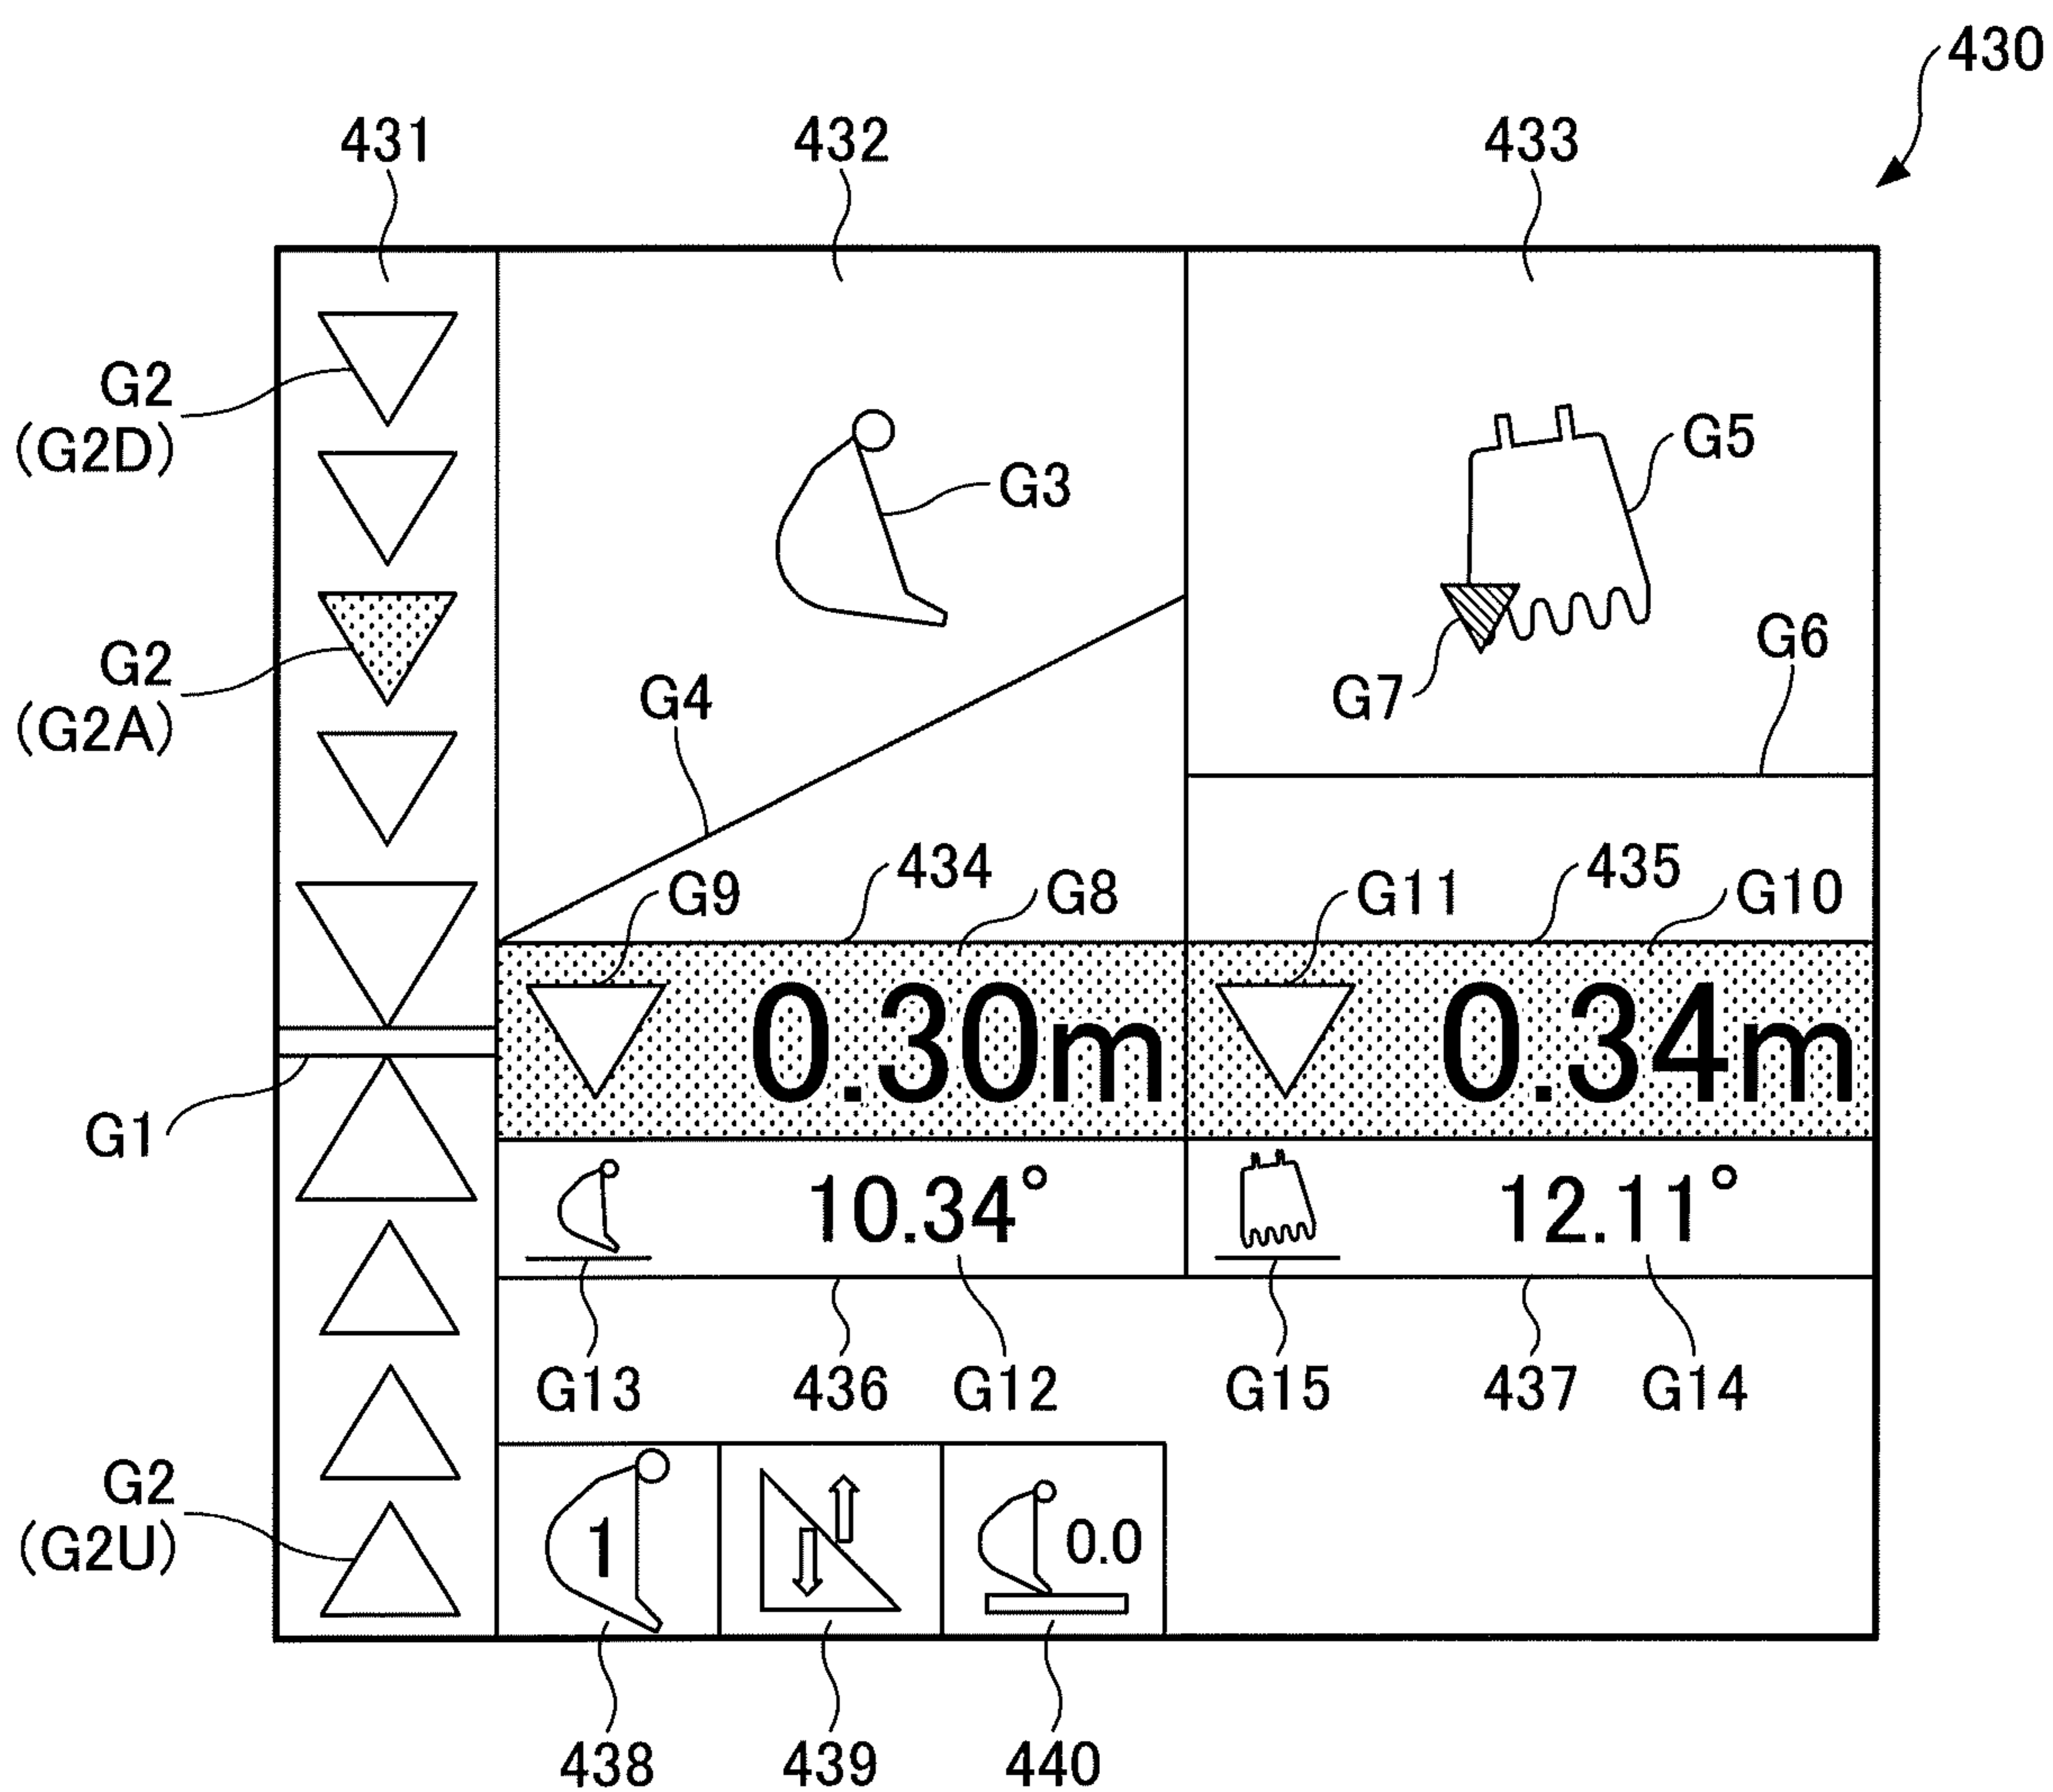 430
431 432 433
G2
(G2D)
G3
G5
G2
(G2A)
G4
G7
G6
G9 434 G8 G11 435 G10
0.30m 0.34m
G1
10.34° 12.11°
G13 436 G12 G15 437 G14
G2
(G2U)
1
0.0
438 439 440